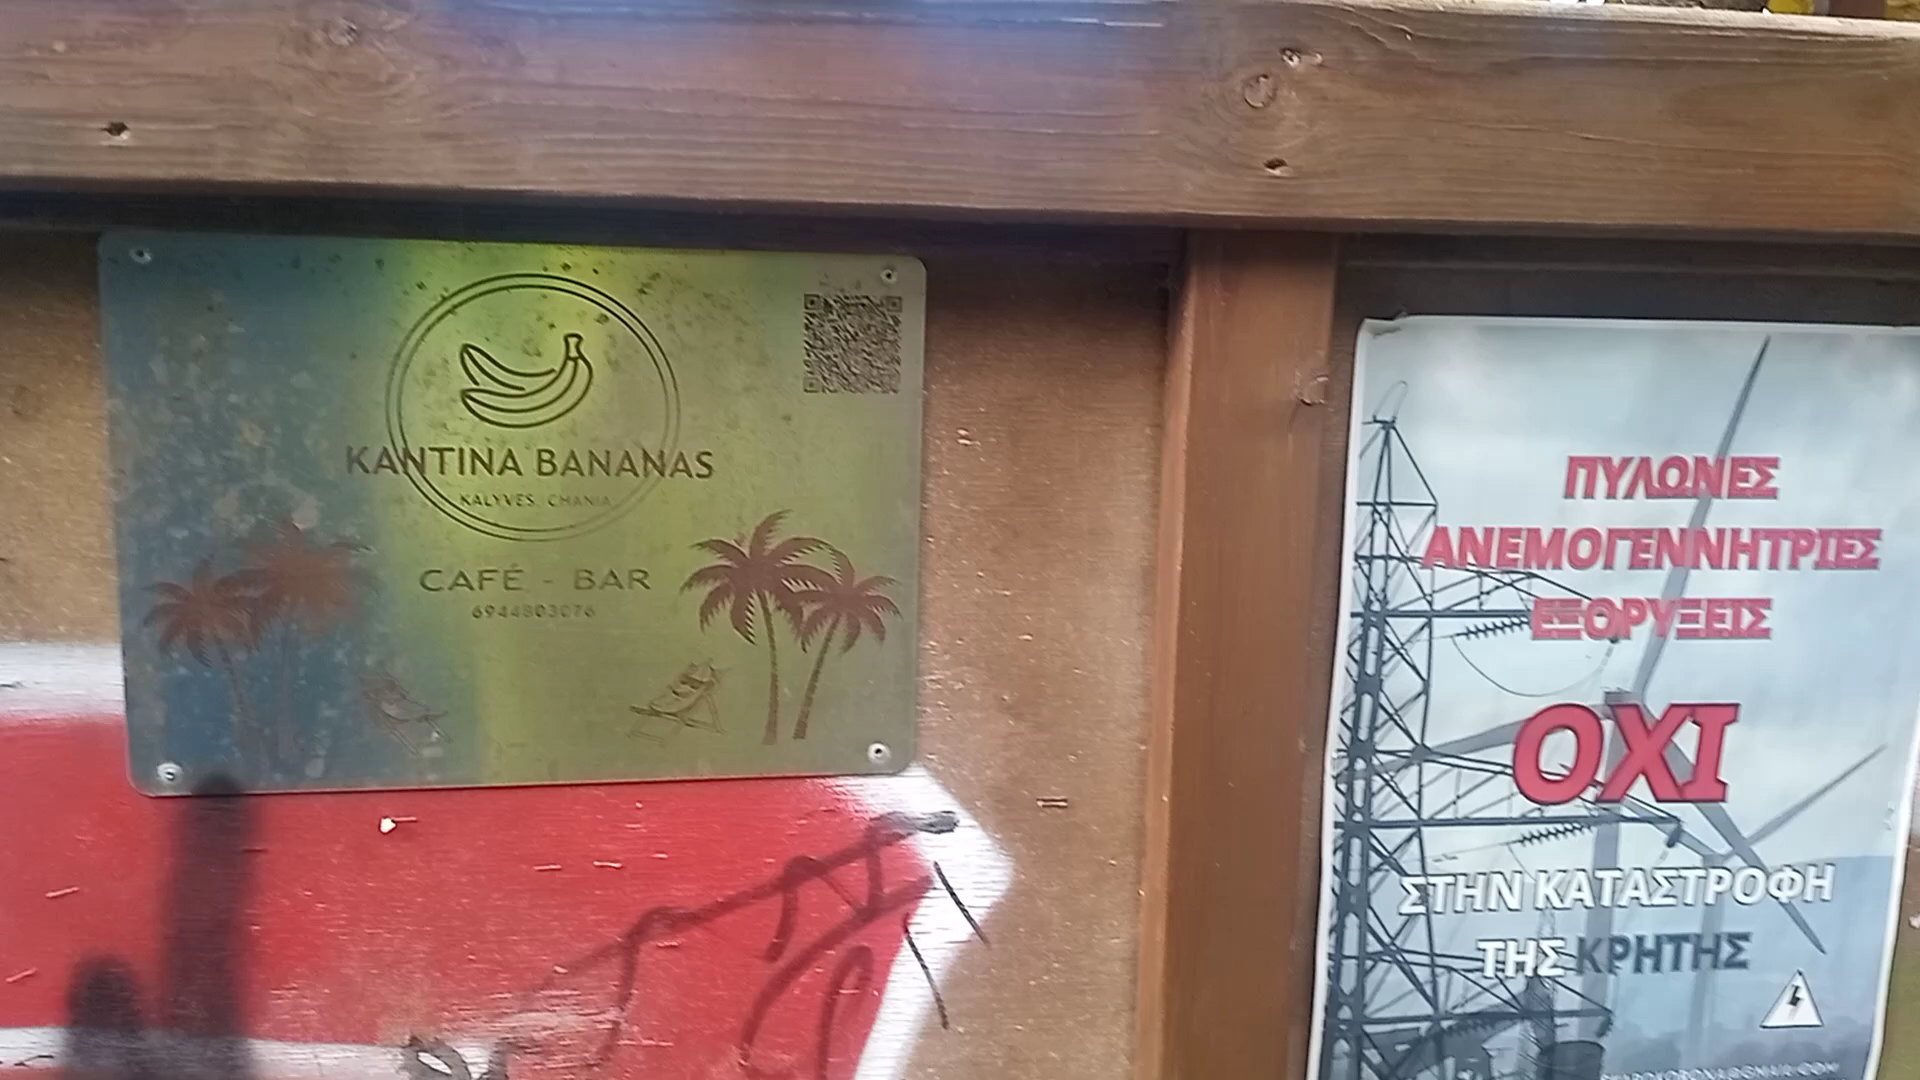 KANTINA BANANAS
KALYVES, CHANIA
CAFÉ - BAR
6944803076
ΠΥΛΩΝΕΣ
ΑΝΕΜΟΓΕΝΝΗΤΡΙΕΣ
ΕΞΟΡΥΞΕΙΣ
ΟΧΙ
ΣΤΗΝ ΚΑΤΑΣΤΡΟΦΗ
ΤΗΣ ΚΡΗΤΗΣ